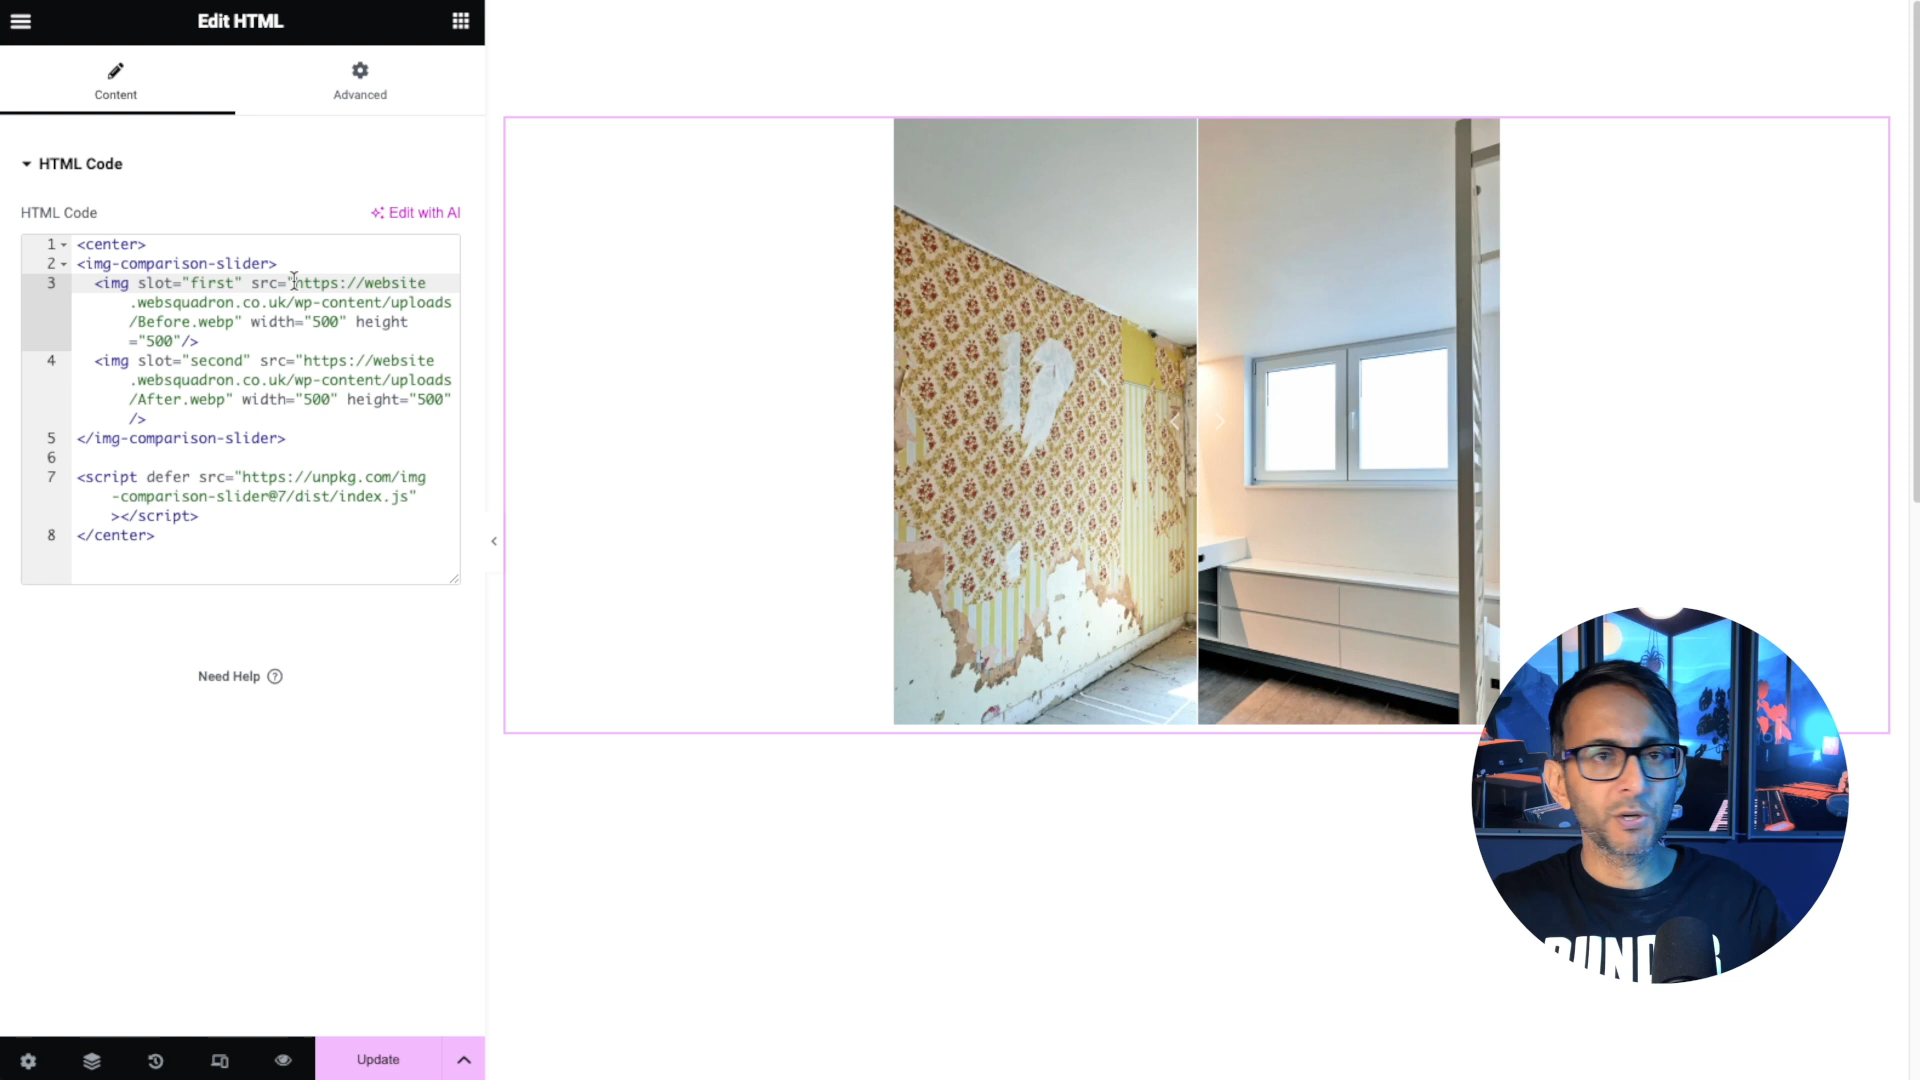 Edit HTML
Content
Advanced
HTML Code
HTML Code
Edit with AI
1 <center>
2 <img-comparison-slider>
3 <img slot="first" src="https://website
.websquadron.co.uk/wp-content/uploads
/Before.webp" width="500" height
="500"/>
4 <img slot="second" src="https://website
.websquadron.co.uk/wp-content/uploads
/After.webp" width="500" height="500"
/>
5 </img-comparison-slider>
6
7 <script defer src="https://unpkg.com/img
-comparison-slider@7/dist/index.js"
></script>
8 </center>
Need Help ?
Update